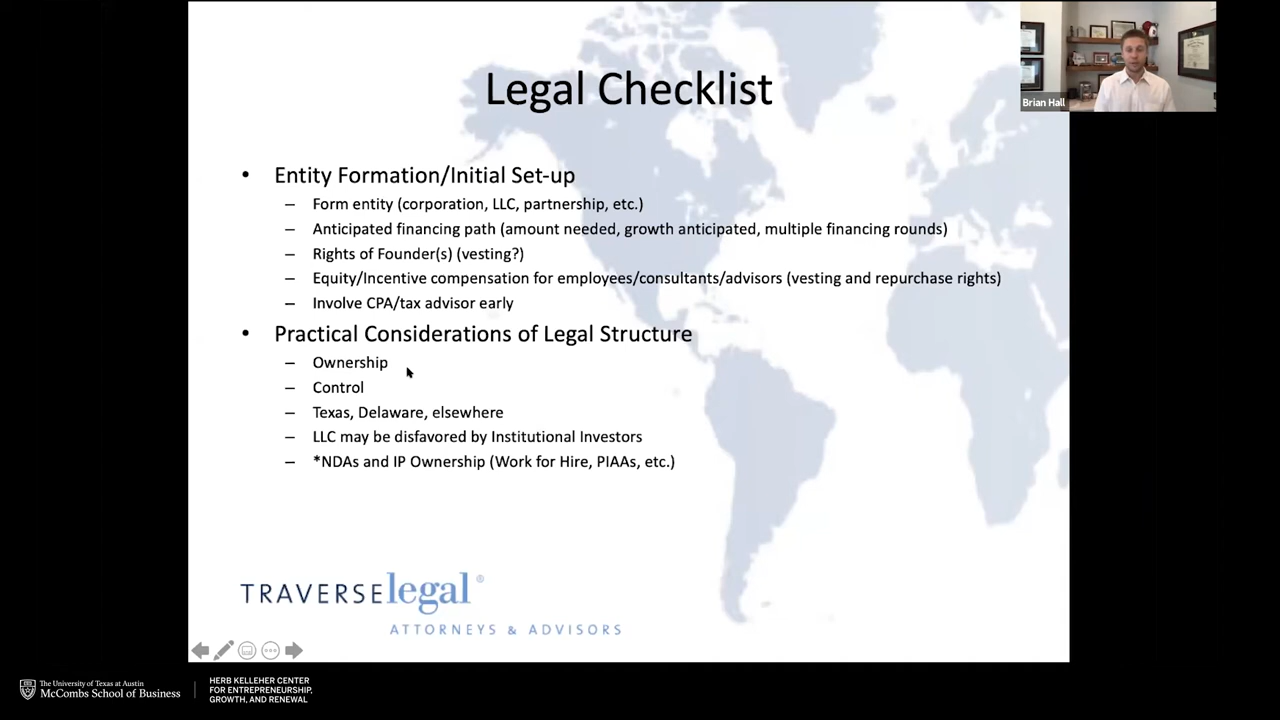 Legal Checklist
Brian Hall
• Entity Formation/Initial Set-up
– Form entity (corporation, LLC, partnership, etc.)
– Anticipated financing path (amount needed, growth anticipated, multiple financing rounds)
– Rights of Founder(s) (vesting?)
– Equity/Incentive compensation for employees/consultants/advisors (vesting and repurchase rights)
– Involve CPA/tax advisor early
• Practical Considerations of Legal Structure
– Ownership
– Control
– Texas, Delaware, elsewhere
– LLC may be disfavored by Institutional Investors
– *NDAs and IP Ownership (Work for Hire, PIAAs, etc.)
TRAVERSElegal®
ATTORNEYS & ADVISORS
The University of Texas at Austin
McCombs School of Business
HERB KELLEHER CENTER
FOR ENTREPRENEURSHIP,
GROWTH, AND RENEWAL